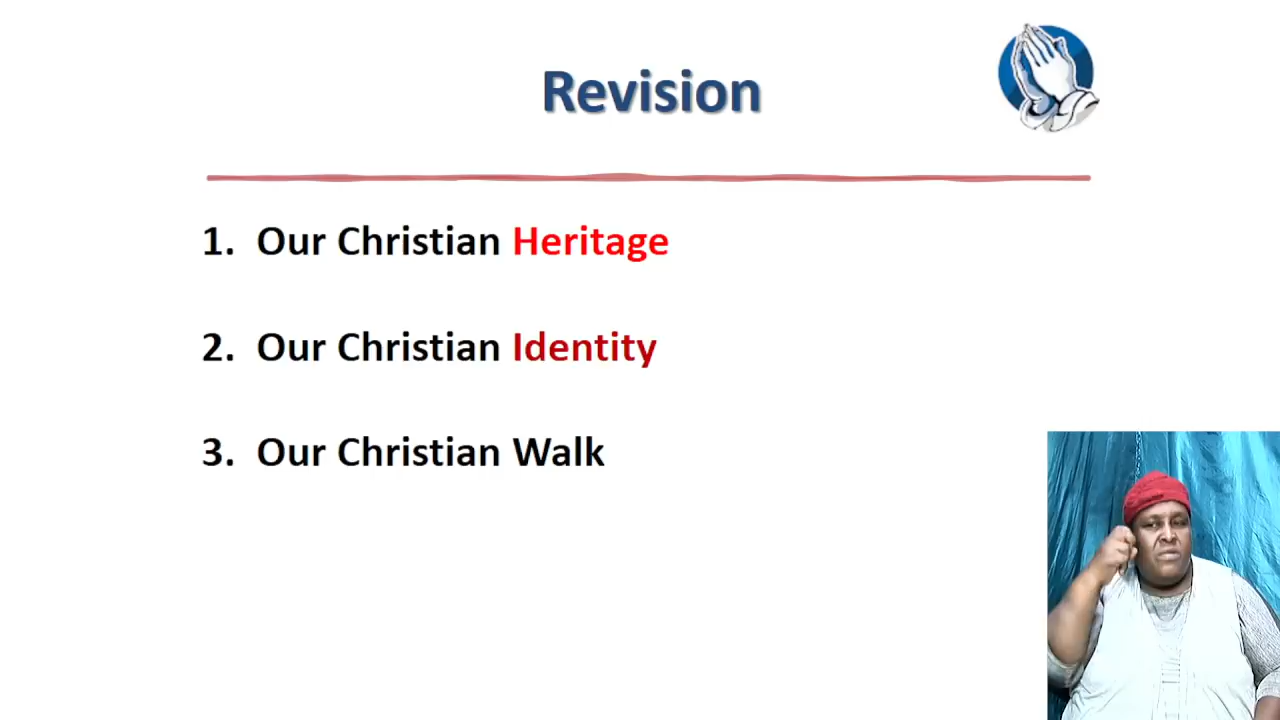 Revision
1. Our Christian Heritage
2. Our Christian Identity
3. Our Christian Walk